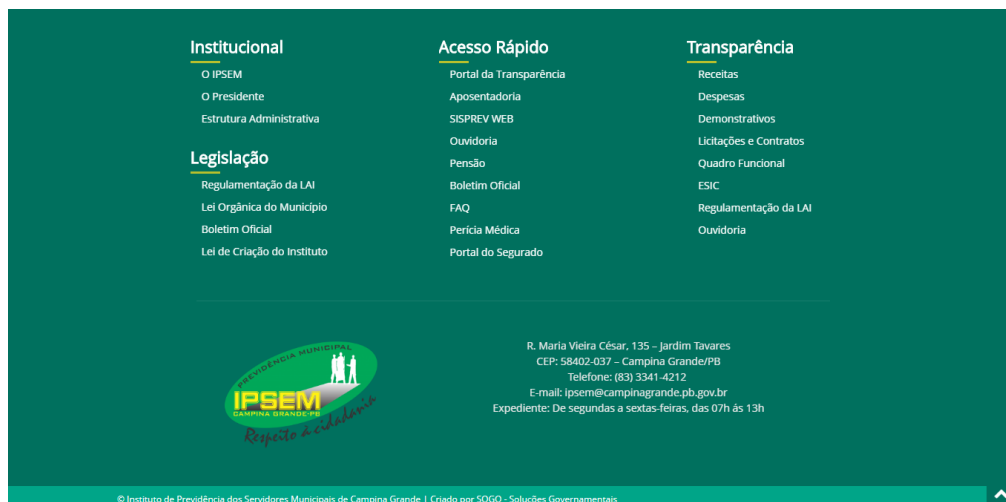 Institucional
O IPSEM
O Presidente
Estrutura Administrativa
Legislação
Regulamentação da LAI
Lei Orgânica do Município
Boletim Oficial
Lei de Criação do Instituto
Acesso Rápido
Portal da Transparência
Aposentadoria
SISPREV WEB
Ouvidoria
Pensão
Boletim Oficial
FAQ
Perícia Médica
Portal do Segurado
Transparência
Receitas
Despesas
Demonstrativos
Licitações e Contratos
Quadro Funcional
ESIC
Regulamentação da LAI
Ouvidoria
PREVIDÊNCIA MUNICIPAL
IPSEM
CAMPINA GRANDE-PB
Respeito à cidadania
R. Maria Vieira César, 135 – Jardim Tavares
CEP: 58402-037 – Campina Grande/PB
Telefone: (83) 3341-4212
E-mail: ipsem@campinagrande.pb.gov.br
Expediente: De segundas a sextas-feiras, das 07h ás 13h
© Instituto de Previdência dos Servidores Municipais de Campina Grande | Criado por SOGO - Soluções Governamentais